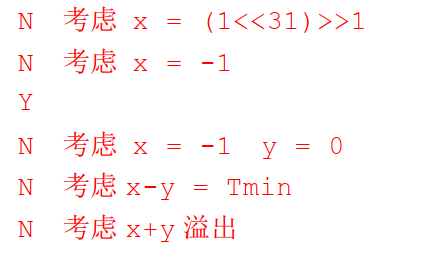 N 考虑 x = (1<<31)>>1
N 考虑 x = -1
Y
N 考虑 x = -1 y = 0
N 考虑 x-y = Tmin
N 考虑 x+y 溢出